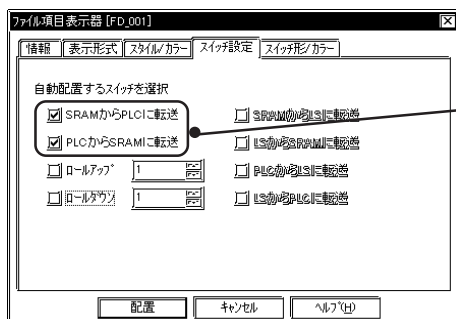 ファイル項目表示器 [FD_001]
情報 表示形式 スタイル/カラー スイッチ設定 スイッチ形/カラー
自動配置するスイッチを選択
SRAMからPLCに転送 SRAMからLSに転送
PLCからSRAMに転送 LSからSRAMに転送
ロールアップ 1 PLCからLSに転送
ロールダウン 1 LSからPLCに転送
配置 キャンセル ヘルプ(H)